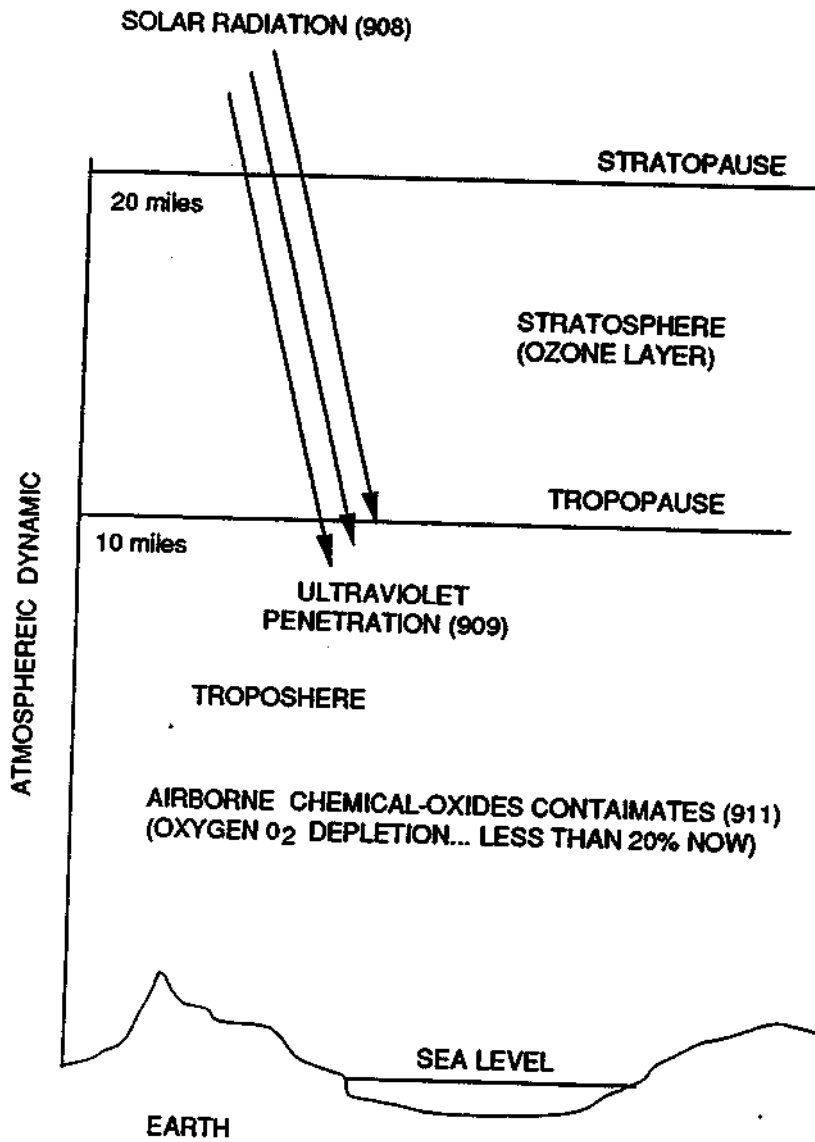 SOLAR RADIATION (908)
STRATOPAUSE
20 miles
STRATOSPHERE
(OZONE LAYER)
TROPOPAUSE
10 miles
ULTRAVIOLET
PENETRATION (909)
ATMOSPHEREIC DYNAMIC
TROPOSHERE
AIRBORNE CHEMICAL-OXIDES CONTAIMATES (911)
(OXYGEN O2 DEPLETION... LESS THAN 20% NOW)
SEA LEVEL
EARTH